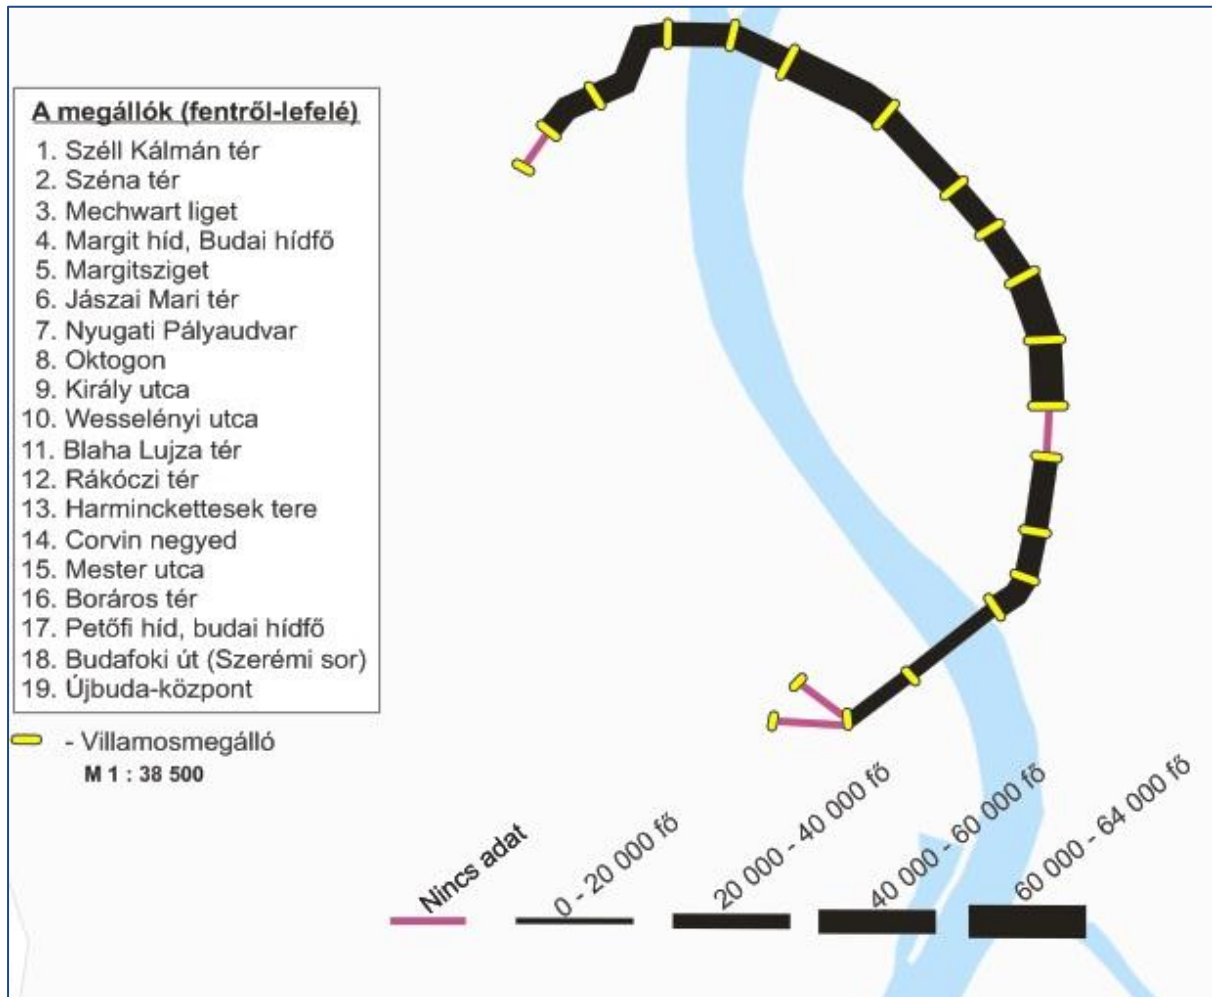 A megállók (fentről-lefelé)
1. Széll Kálmán tér
2. Széna tér
3. Mechwart liget
4. Margit híd, Budai hídfő
5. Margitsziget
6. Jászai Mari tér
7. Nyugati Pályaudvar
8. Oktogon
9. Király utca
10. Wesselényi utca
11. Blaha Lujza tér
12. Rákóczi tér
13. Harminckettesek tere
14. Corvin negyed
15. Mester utca
16. Boráros tér
17. Petőfi híd, budai hídfő
18. Budafoki út (Szerémi sor)
19. Újbuda-központ
- Villamosmegálló
M 1 : 38 500
Nincs adat
0 - 20 000 fő
20 000 - 40 000 fő
40 000 - 60 000 fő
60 000 - 64 000 fő